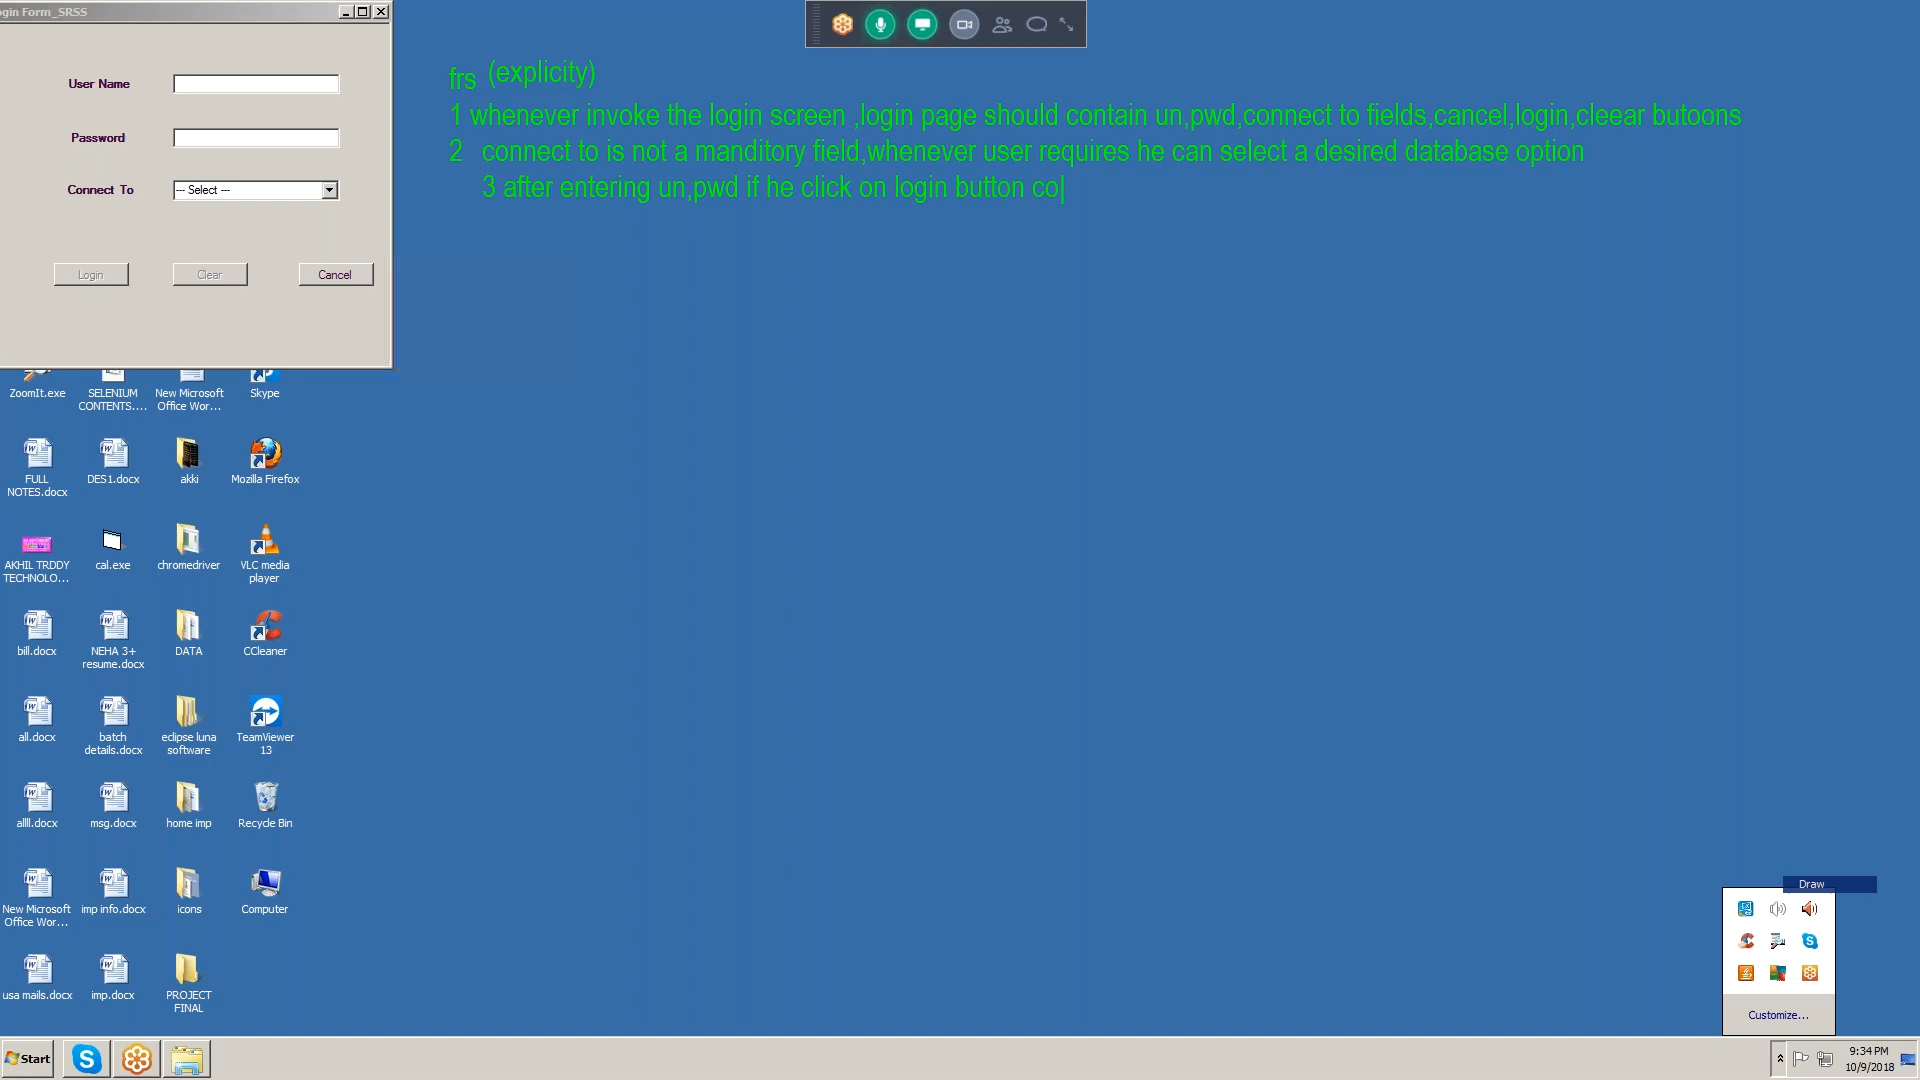 gin Form_SRSS
User Name
Password
Connect To
--- Select ---
Login
Clear
Cancel
frs (explicity)
1 whenever invoke the login screen ,login page should contain un,pwd,connect to fields,cancel,login,cleear butoons
2 connect to is not a manditory field,whenever user requires he can select a desired database option
3 after entering un,pwd if he click on login button co
ZoomIt.exe
SELENIUM
CONTENTS....
New Microsoft
Office Wor...
Skype
FULL
NOTES.docx
DES1.docx
akki
Mozilla Firefox
AKHIL TRDDY
TECHNOLO...
cal.exe
chromedriver
VLC media
player
bill.docx
NEHA 3+
resume.docx
DATA
CCleaner
all.docx
batch
details.docx
eclipse luna
software
TeamViewer
13
allll.docx
msg.docx
home imp
Recycle Bin
New Microsoft
Office Wor...
imp info.docx
icons
Computer
usa mails.docx
imp.docx
PROJECT
FINAL
Draw
Customize...
Start
9:34 PM
10/9/2018